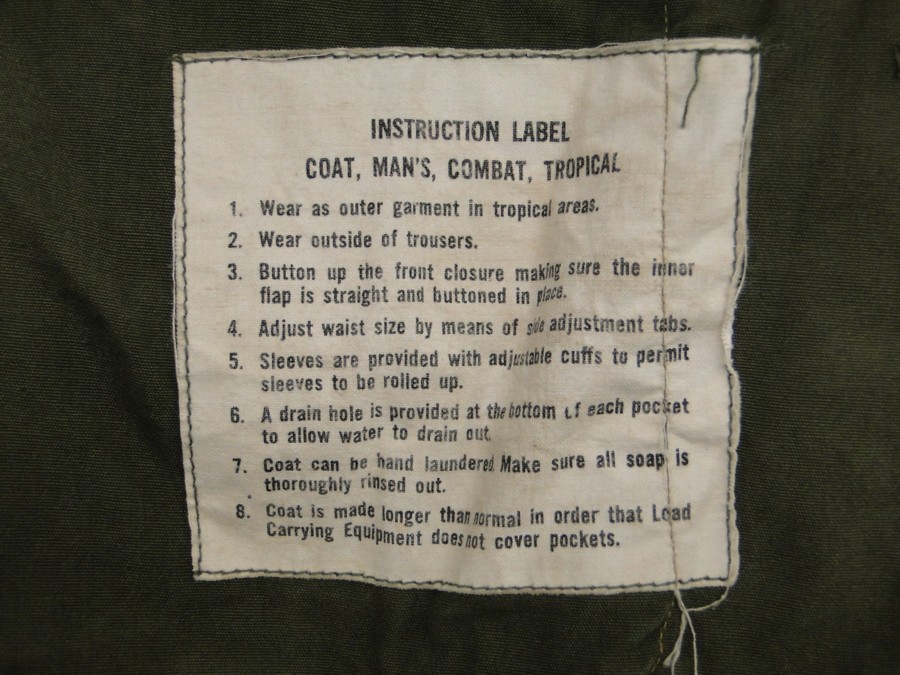 INSTRUCTION LABEL
COAT, MAN'S, COMBAT, TROPICAL
1. Wear as outer garment in tropical areas.
2. Wear outside of trousers.
3. Button up the front closure making sure the inner
flap is straight and buttoned in place.
4. Adjust waist size by means of side adjustment tabs.
5. Sleeves are provided with adjustable cuffs to permit
sleeves to be rolled up.
6. A drain hole is provided at the bottom of each pocket
to allow water to drain out
7. Coat can be hand laundered. Make sure all soap is
thoroughly rinsed out.
8. Coat is made longer than normal in order that Load
Carrying Equipment does not cover pockets.